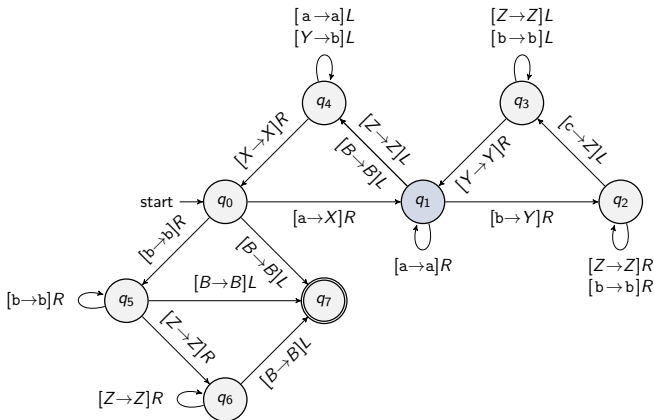 [a→a]L
[Y→b]L
[Z→Z]L
[b→b]L
q4
q3
[X→X]R
[Z→Z]L
[B→B]L
[Y→Y]R
[c→Z]L
start
q0
q1
q2
[a→X]R
[b→Y]R
[b→b]R
[B→B]L
[a→a]R
[Z→Z]R
[b→b]R
[b→b]R
q5
[B→B]L
q7
[Z→Z]R
[B→B]L
[Z→Z]R
q6